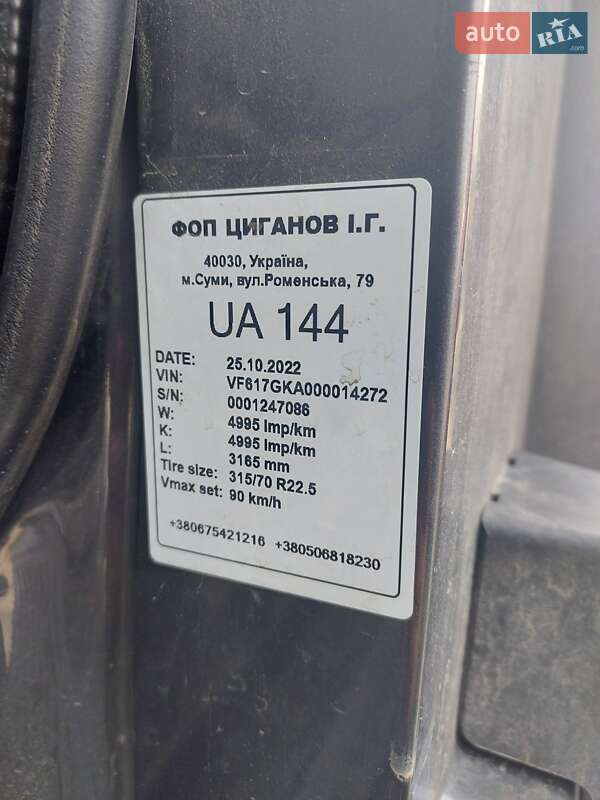 auto RIA .com
ФОП ЦИГАНОВ І.Г.
40030, Україна,
м.Суми, вул.Роменська, 79
UA 144
DATE: 25.10.2022
VIN: VF617GKA000014272
S/N: 0001247086
W: 4995 Imp/km
K: 4995 Imp/km
L: 3165 mm
Tire size: 315/70 R22.5
Vmax set: 90 km/h
+380675421216 +380506818230